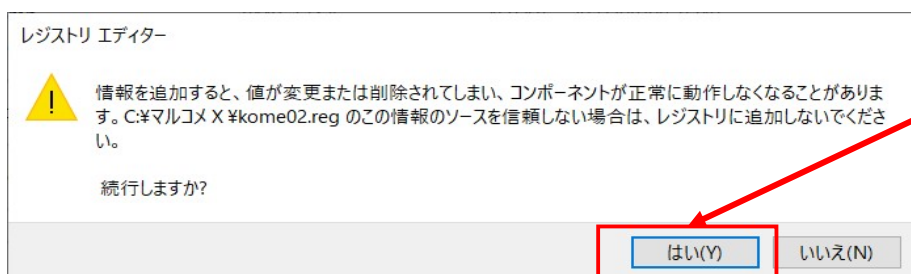 レジストリ エディター
情報を追加すると、値が変更または削除されてしまい、コンポーネントが正常に動作しなくなることがありま
す。C:¥マルコメX¥kome02.reg のこの情報のソースを信頼しない場合は、レジストリに追加しないでくださ
い。
続行しますか?
はい(Y) いいえ(N)